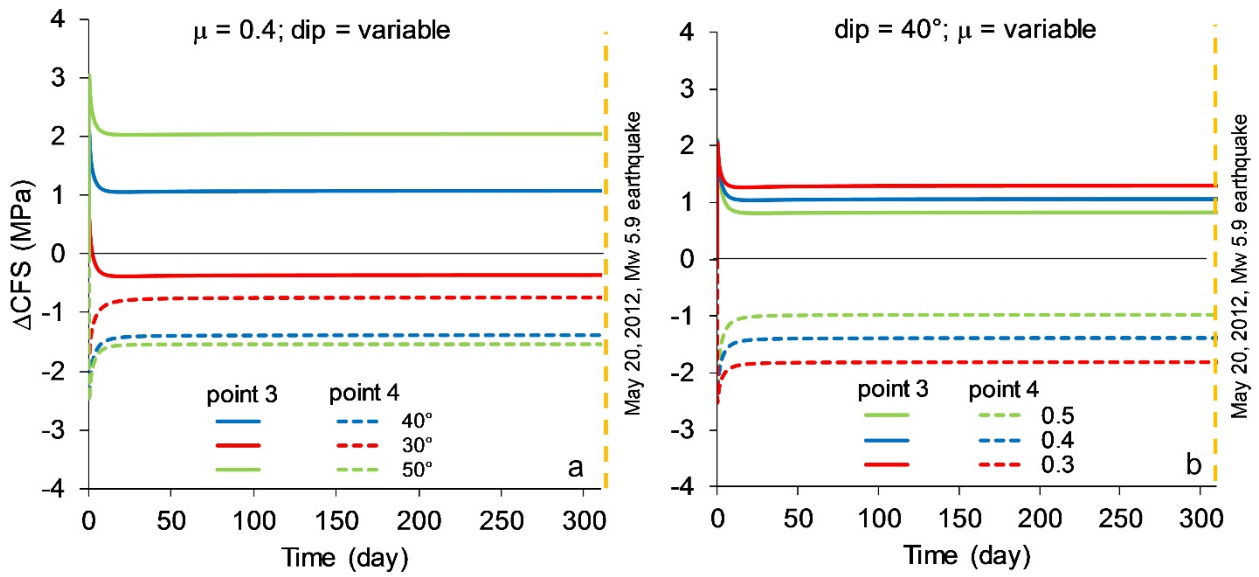 μ = 0.4; dip = variable
4
3
2
1
0
-1
-2
-3
-4
ΔCFS (MPa)
point 3 point 4
40°
30°
50°
a
0 50 100 150 200 250 300
Time (day)
May 20, 2012, Mw 5.9 earthquake
dip = 40°; μ = variable
4
3
2
1
0
-1
-2
-3
-4
point 3 point 4
0.5
0.4
0.3
b
0 50 100 150 200 250 300
Time (day)
May 20, 2012, Mw 5.9 earthquake